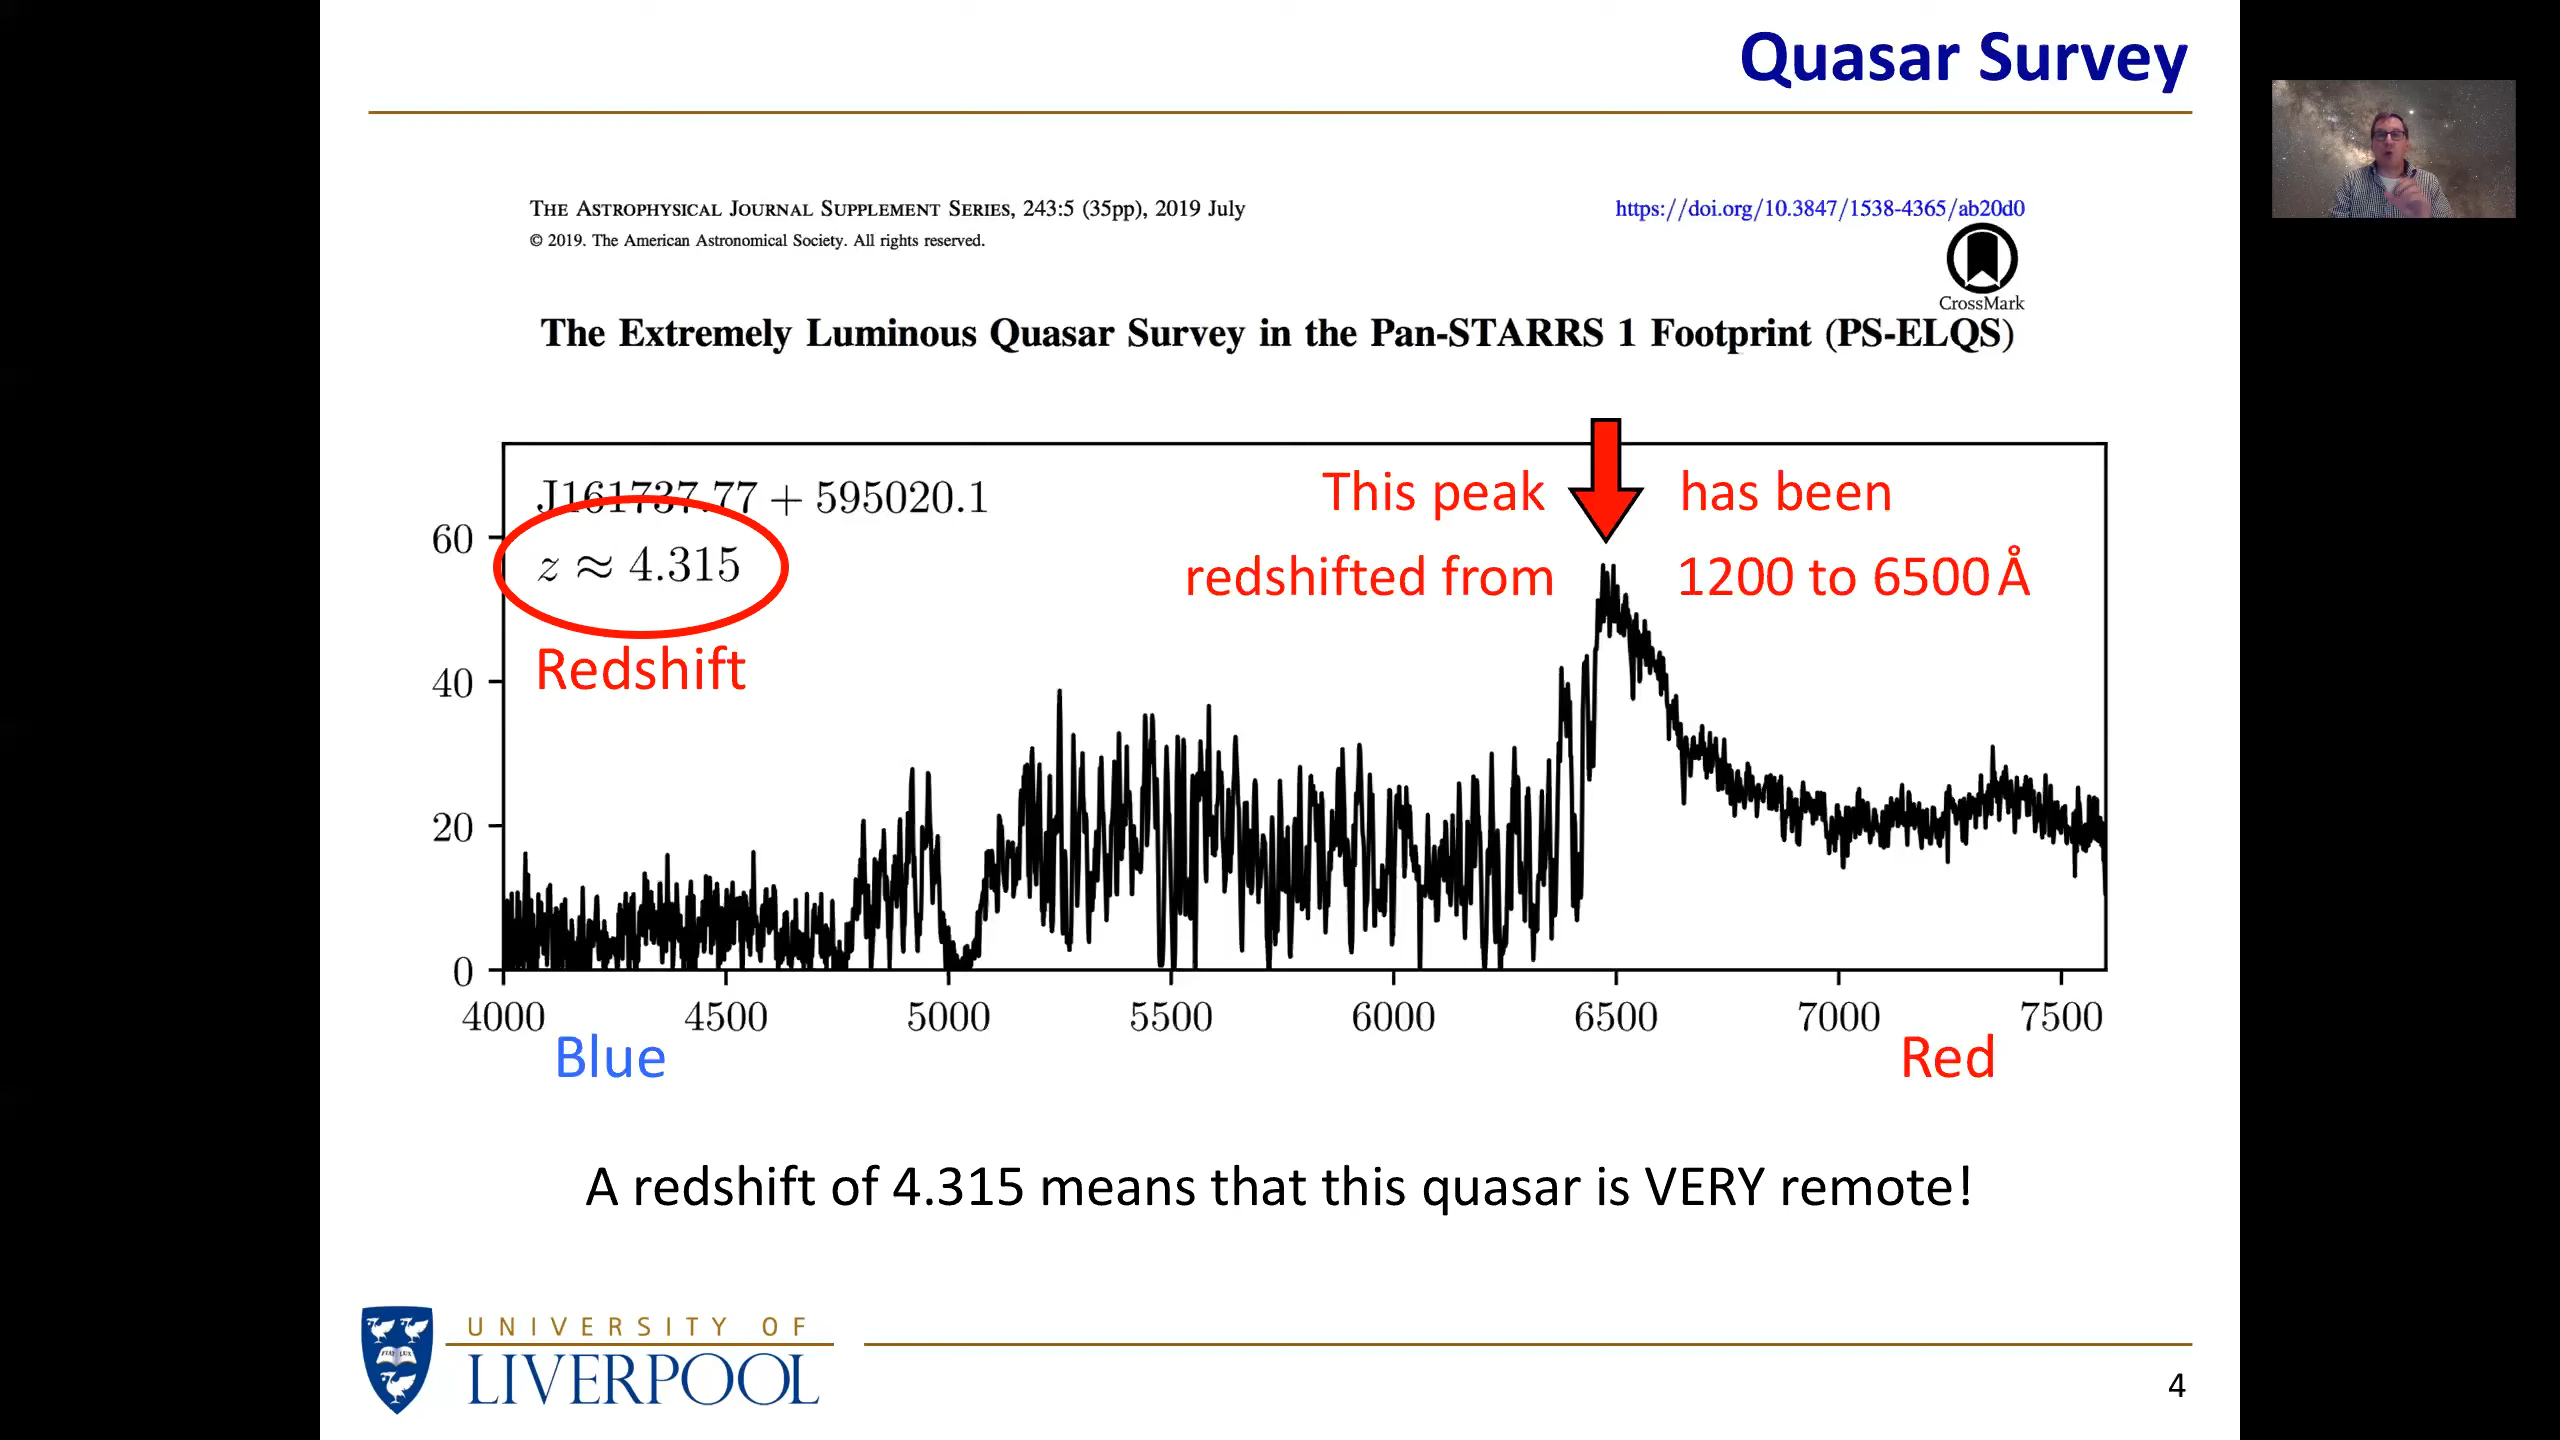 Quasar Survey
THE ASTROPHYSICAL JOURNAL SUPPLEMENT SERIES, 243:5 (35pp), 2019 July
https://doi.org/10.3847/1538-4365/ab20d0
© 2019. The American Astronomical Society. All rights reserved.
CrossMark
The Extremely Luminous Quasar Survey in the Pan-STARRS 1 Footprint (PS-ELQS)
J161737.77 + 595020.1
z ≈ 4.315
Redshift
This peak has been
redshifted from 1200 to 6500 Å
60
40
20
0
4000 4500 5000 5500 6000 6500 7000 7500
Blue Red
A redshift of 4.315 means that this quasar is VERY remote!
FIAT LUX
UNIVERSITY OF
LIVERPOOL
4